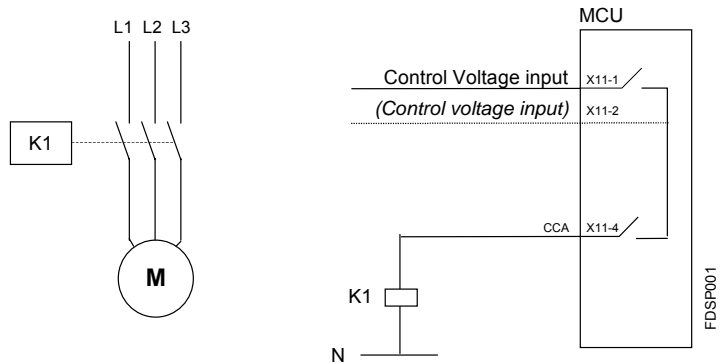 L1 L2 L3
K1
M
MCU
Control Voltage input X11-1
(Control voltage input) X11-2
CCA X11-4
K1
N
FDSP001